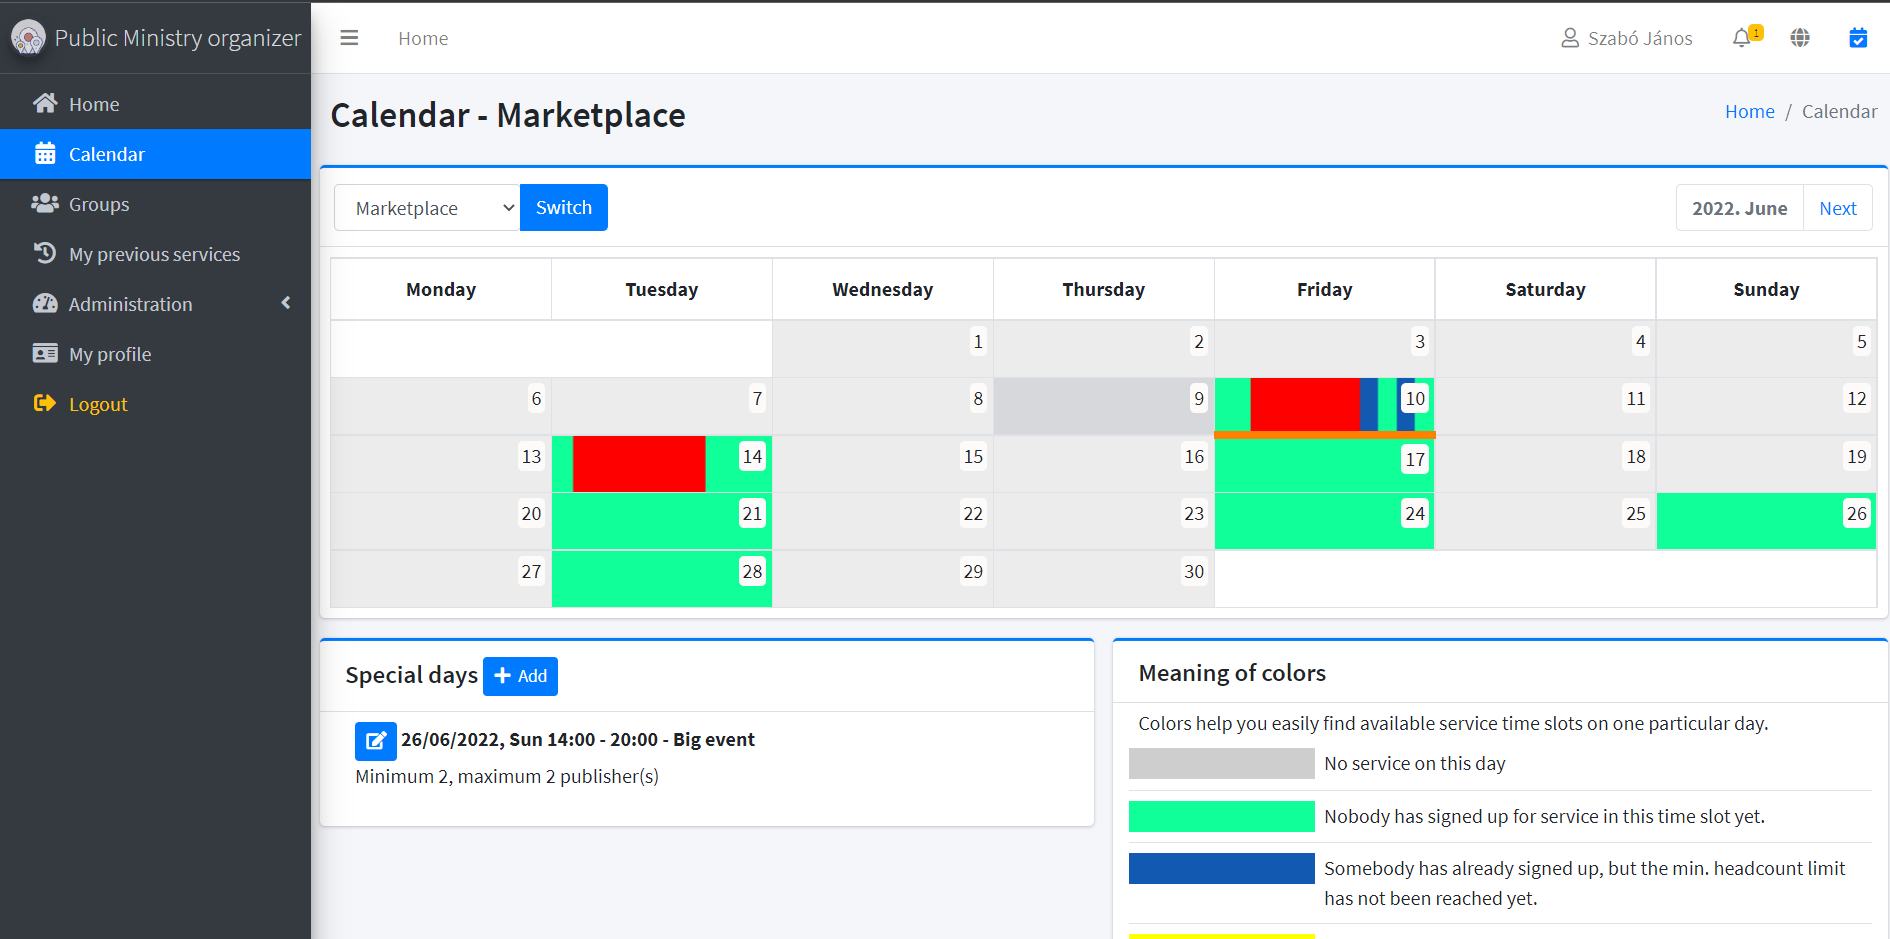 Public Ministry organizer
Home
Szabó János
1
Home
Calendar
Groups
My previous services
Administration
My profile
Logout
Calendar - Marketplace
Home / Calendar
Marketplace
Switch
2022. June
Next
Monday Tuesday Wednesday Thursday Friday Saturday Sunday
1 2 3 4 5
6 7 8 9 10 11 12
13 14 15 16 17 18 19
20 21 22 23 24 25 26
27 28 29 30
Special days
Add
26/06/2022, Sun 14:00 - 20:00 - Big event
Minimum 2, maximum 2 publisher(s)
Meaning of colors
Colors help you easily find available service time slots on one particular day.
No service on this day
Nobody has signed up for service in this time slot yet.
Somebody has already signed up, but the min. headcount limit
has not been reached yet.